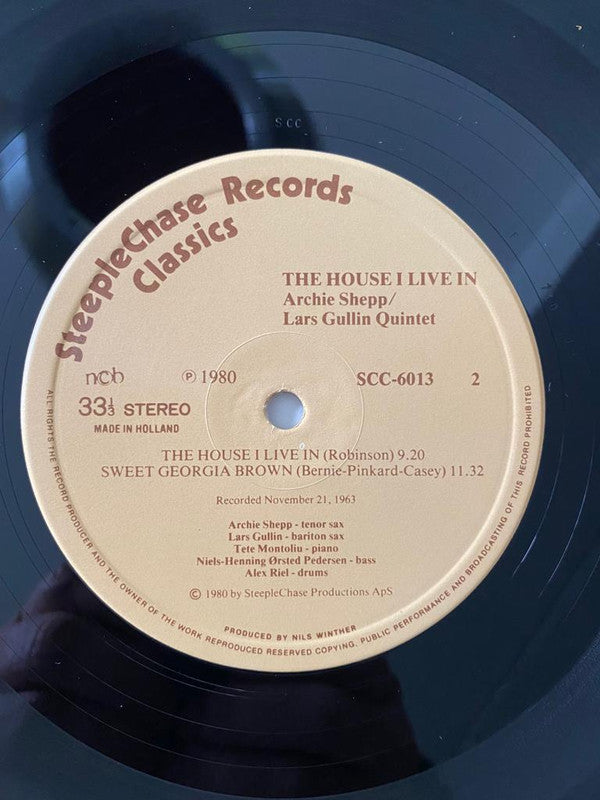 SCC
SteepleChase Records
Classics
THE HOUSE I LIVE IN
Archie Shepp/
Lars Gullin Quintet
ncb
℗ 1980
SCC-6013 2
33⅓ STEREO
MADE IN HOLLAND
THE HOUSE I LIVE IN (Robinson) 9.20
SWEET GEORGIA BROWN (Bernie-Pinkard-Casey) 11.32
Recorded November 21, 1963
Archie Shepp - tenor sax
Lars Gullin - bariton sax
Tete Montoliu - piano
Niels-Henning Ørsted Pedersen - bass
Alex Riel - drums
© 1980 by SteepleChase Productions ApS
PRODUCED BY NILS WINTHER
ALL RIGHTS THE RECORD PRODUCER AND THE OWNER OF THE WORK REPRODUCED RESERVED COPYING, PUBLIC PERFORMANCE AND BROADCASTING OF THIS RECORD PROHIBITED